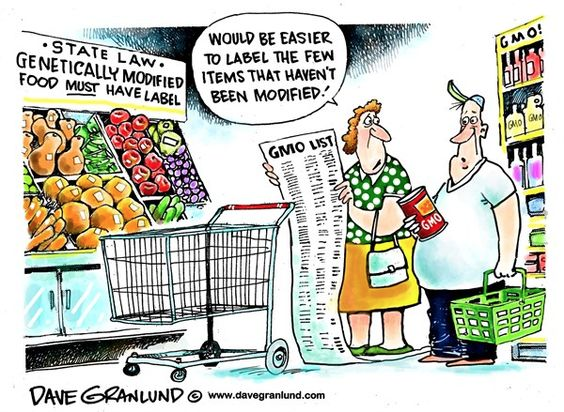 • STATE LAW •
GENETICALLY MODIFIED
FOOD MUST HAVE LABEL
WOULD BE EASIER
TO LABEL THE FEW
ITEMS THAT HAVEN'T
BEEN MODIFIED!
GMO!
GMO LIST
GMO
GMO
GMO
DAVE GRANLUND © www.davegranlund.com